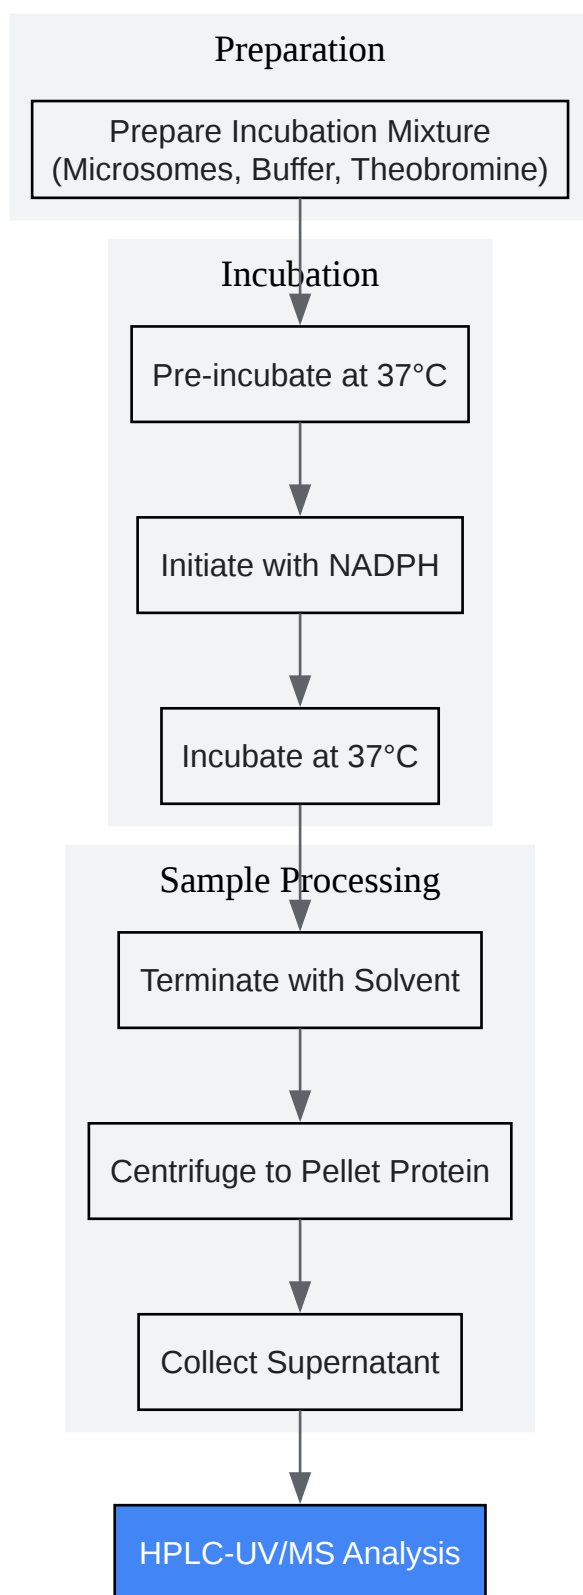 Preparation
Prepare Incubation Mixture
(Microsomes, Buffer, Theobromine)
Incubation
Pre-incubate at 37°C
Initiate with NADPH
Incubate at 37°C
Sample Processing
Terminate with Solvent
Centrifuge to Pellet Protein
Collect Supernatant
HPLC-UV/MS Analysis